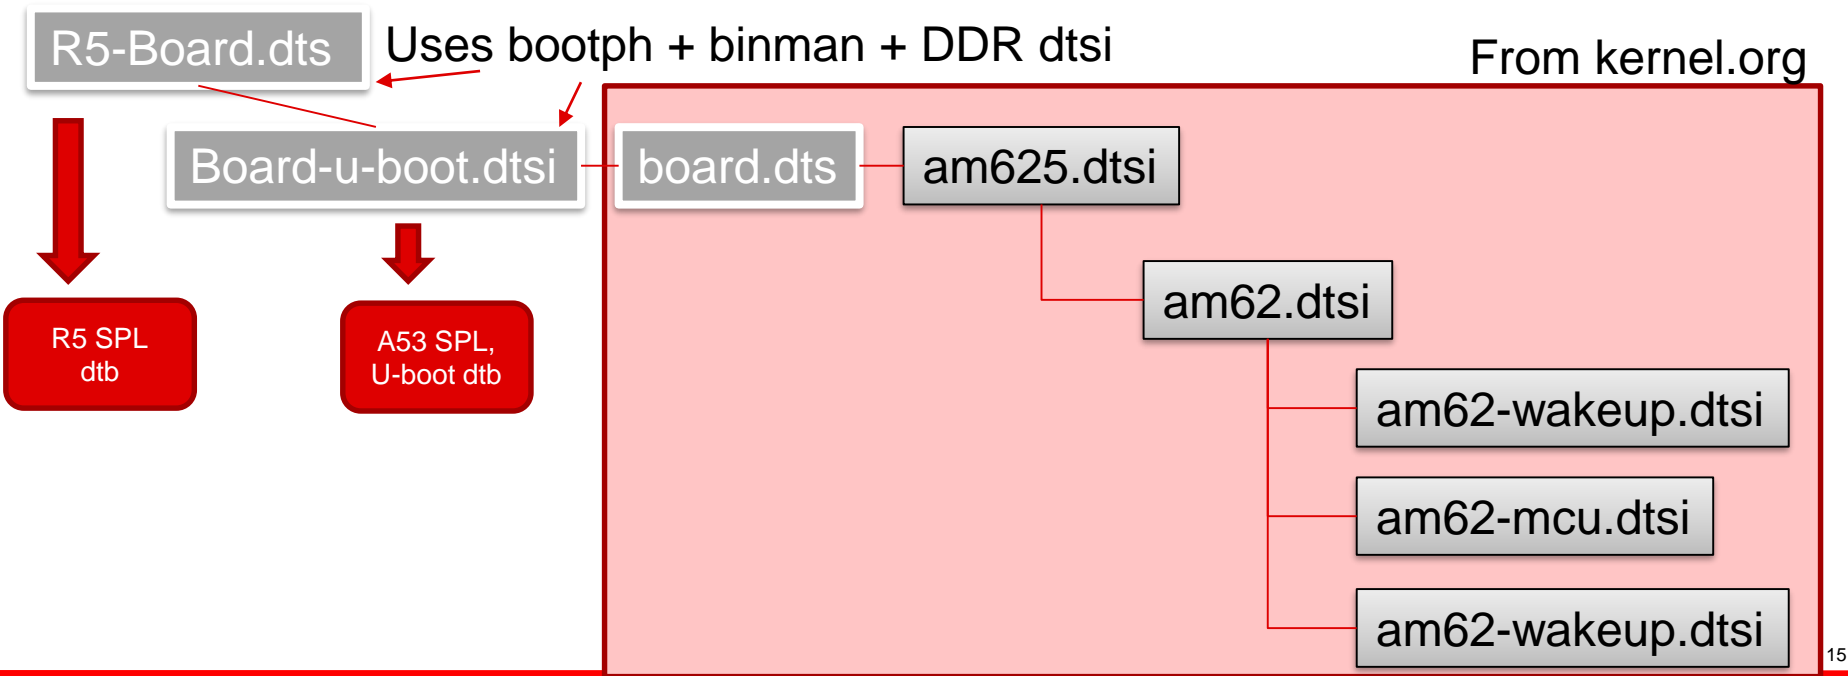 R5-Board.dts
Uses bootph + binman + DDR dtsi
From kernel.org
Board-u-boot.dtsi
board.dts
am625.dtsi
am62.dtsi
R5 SPL
dtb
A53 SPL,
U-boot dtb
am62-wakeup.dtsi
am62-mcu.dtsi
am62-wakeup.dtsi
15